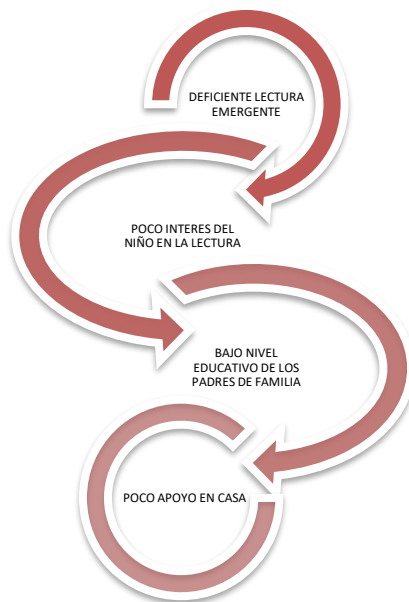 DEFICIENTE LECTURA
EMERGENTE
POCO INTERES DEL
NIÑO EN LA LECTURA
BAJO NIVEL
EDUCATIVO DE LOS
PADRES DE FAMILIA
POCO APOYO EN CASA